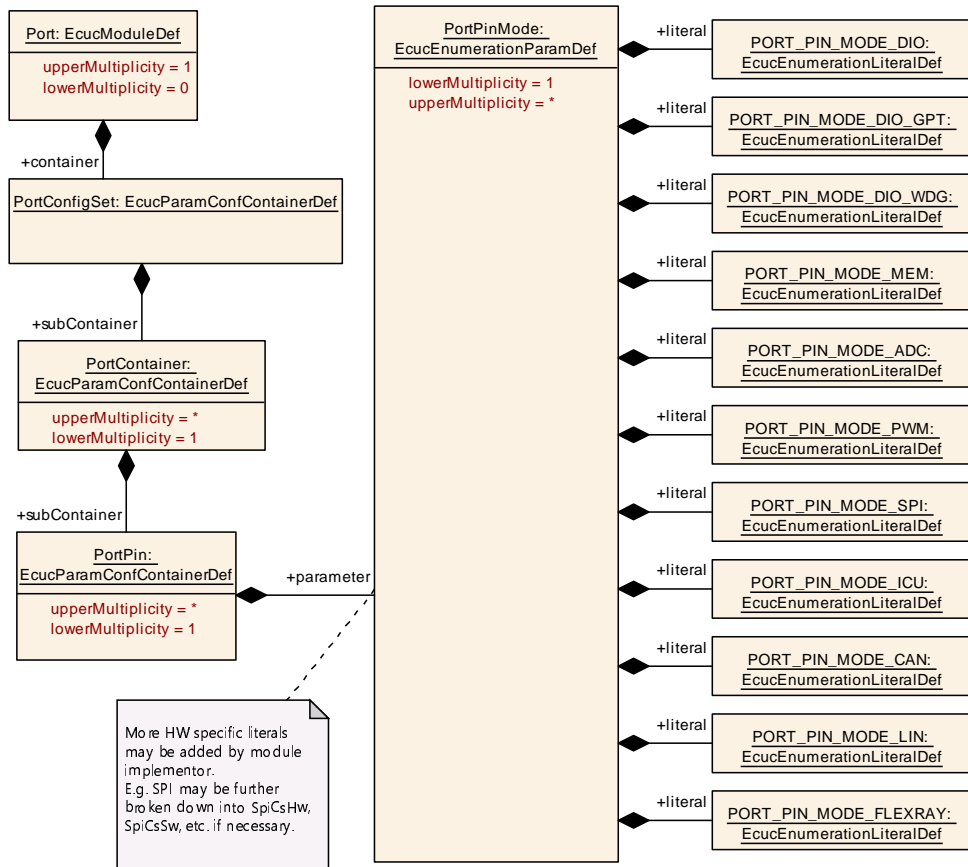 Port: EcucModuleDef
upperMultiplicity = 1
lowerMultiplicity = 0
+container
PortConfigSet: EcucParamConfContainerDef
+subContainer
PortContainer:
EcucParamConfContainerDef
upperMultiplicity = *
lowerMultiplicity = 1
+subContainer
PortPin:
EcucParamConfContainerDef
upperMultiplicity = *
lowerMultiplicity = 1
+parameter
More HW specific literals
may be added by module
implementor.
E.g. SPI may be further
broken down into SpiCsHw,
SpiCsSw, etc. if necessary.
PortPinMode:
EcucEnumerationParamDef
lowerMultiplicity = 1
upperMultiplicity = *
+literal
PORT_PIN_MODE_DIO:
EcucEnumerationLiteralDef
+literal
PORT_PIN_MODE_DIO_GPT:
EcucEnumerationLiteralDef
+literal
PORT_PIN_MODE_DIO_WDG:
EcucEnumerationLiteralDef
+literal
PORT_PIN_MODE_MEM:
EcucEnumerationLiteralDef
+literal
PORT_PIN_MODE_ADC:
EcucEnumerationLiteralDef
+literal
PORT_PIN_MODE_PWM:
EcucEnumerationLiteralDef
+literal
PORT_PIN_MODE_SPI:
EcucEnumerationLiteralDef
+literal
PORT_PIN_MODE_ICU:
EcucEnumerationLiteralDef
+literal
PORT_PIN_MODE_CAN:
EcucEnumerationLiteralDef
+literal
PORT_PIN_MODE_LIN:
EcucEnumerationLiteralDef
+literal
PORT_PIN_MODE_FLEXRAY:
EcucEnumerationLiteralDef